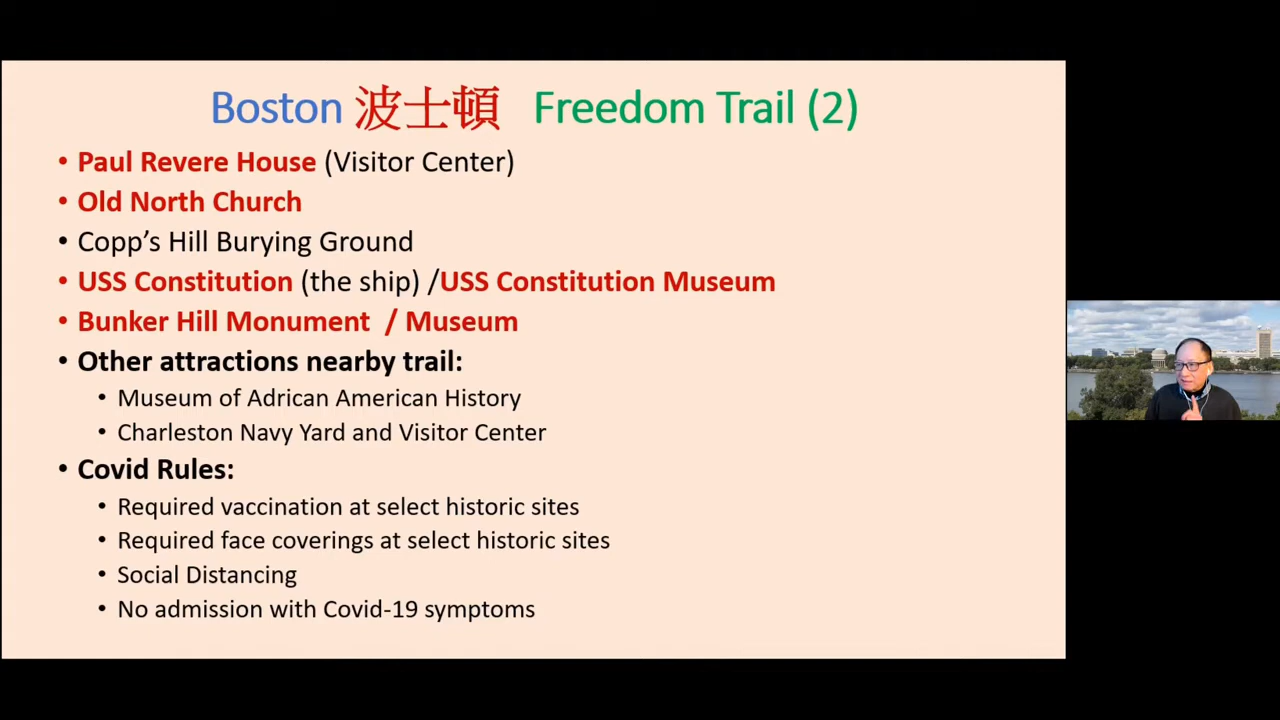 Boston 波士頓 Freedom Trail (2)
• Paul Revere House (Visitor Center)
• Old North Church
• Copp’s Hill Burying Ground
• USS Constitution (the ship) /USS Constitution Museum
• Bunker Hill Monument / Museum
• Other attractions nearby trail:
• Museum of Adrican American History
• Charleston Navy Yard and Visitor Center
• Covid Rules:
• Required vaccination at select historic sites
• Required face coverings at select historic sites
• Social Distancing
• No admission with Covid-19 symptoms